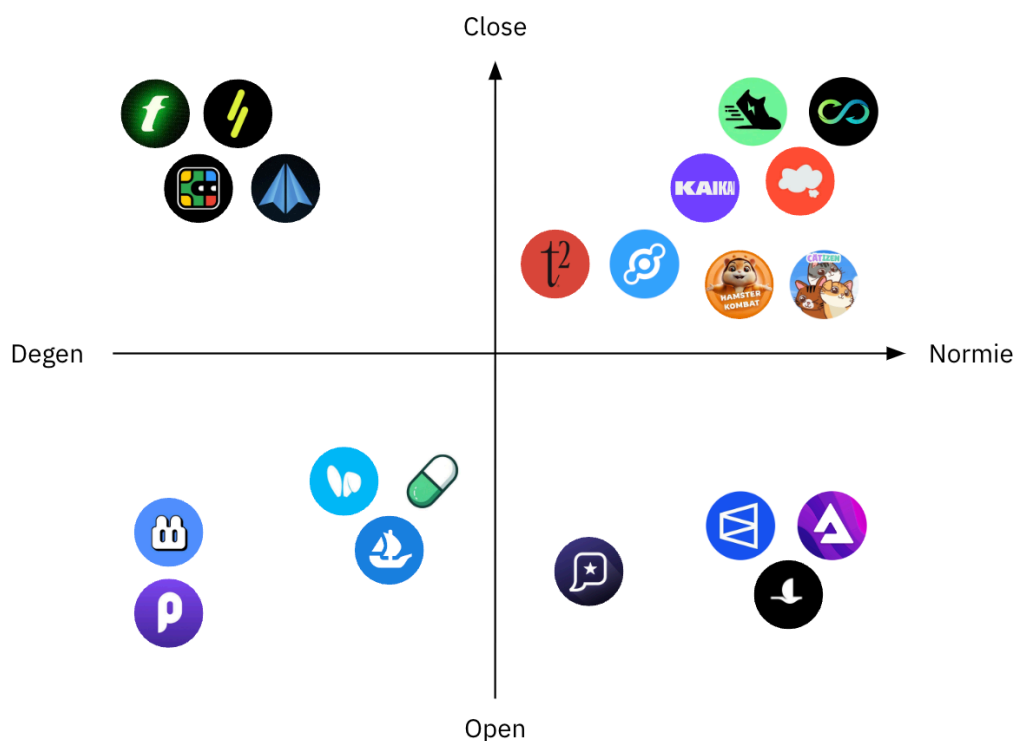 Close
t
KAIKAI
t2
CATIZEN
HAMSTER
KOMBAT
Degen
Normie
Open